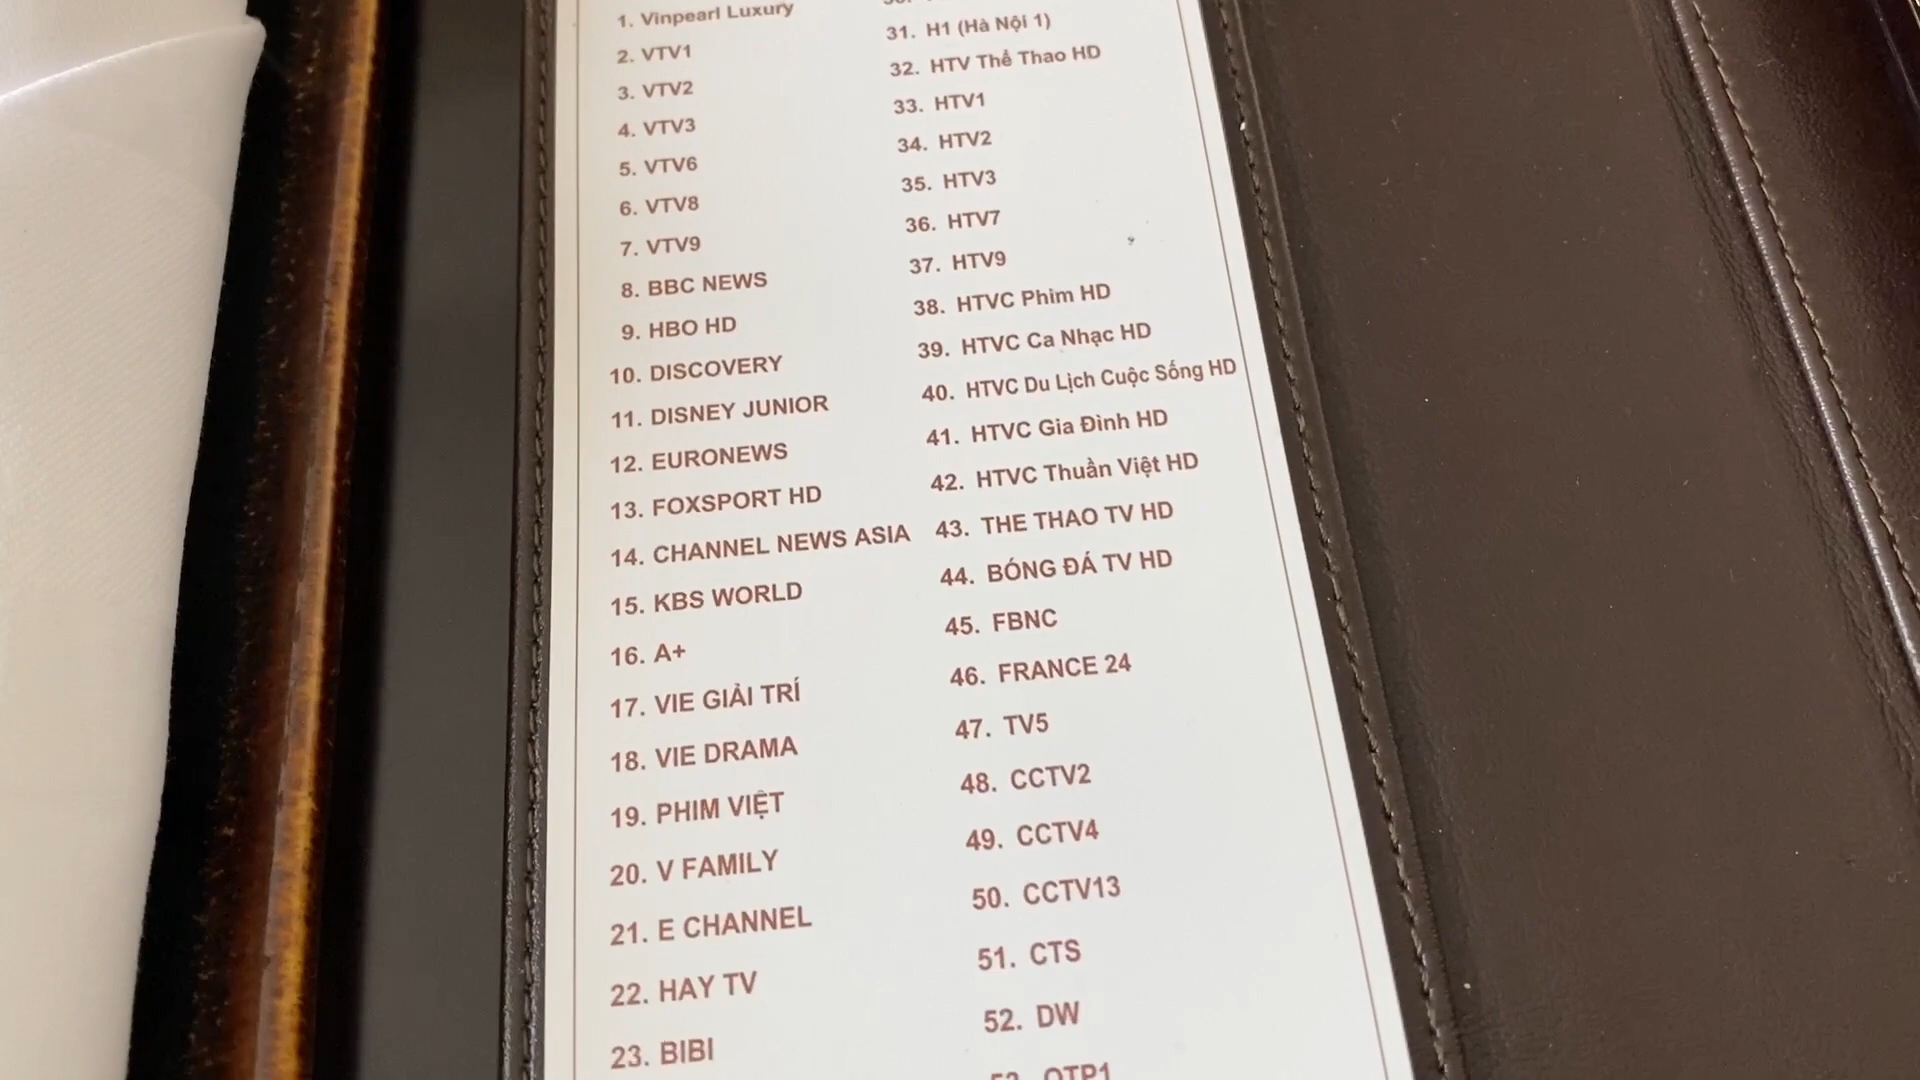 1. Vinpearl Luxury
2. VTV1
3. VTV2
4. VTV3
5. VTV6
6. VTV8
7. VTV9
8. BBC NEWS
9. HBO HD
10. DISCOVERY
11. DISNEY JUNIOR
12. EURONEWS
13. FOXSPORT HD
14. CHANNEL NEWS ASIA
15. KBS WORLD
16. A+
17. VIE GIẢI TRÍ
18. VIE DRAMA
19. PHIM VIỆT
20. V FAMILY
21. E CHANNEL
22. HAY TV
23. BIBI
31. H1 (Hà Nội 1)
32. HTV Thể Thao HD
33. HTV1
34. HTV2
35. HTV3
36. HTV7
37. HTV9
38. HTVC Phim HD
39. HTVC Ca Nhạc HD
40. HTVC Du Lịch Cuộc Sống HD
41. HTVC Gia Đình HD
42. HTVC Thuần Việt HD
43. THE THAO TV HD
44. BÓNG ĐÁ TV HD
45. FBNC
46. FRANCE 24
47. TV5
48. CCTV2
49. CCTV4
50. CCTV13
51. CTS
52. DW